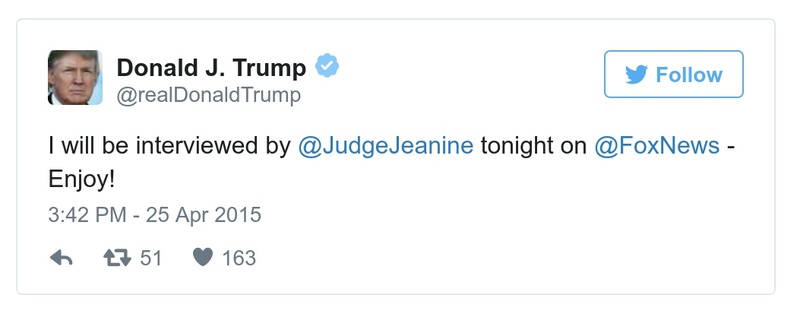 Donald J. Trump
@realDonaldTrump
Follow
I will be interviewed by @JudgeJeanine tonight on @FoxNews -
Enjoy!
3:42 PM - 25 Apr 2015
51 163